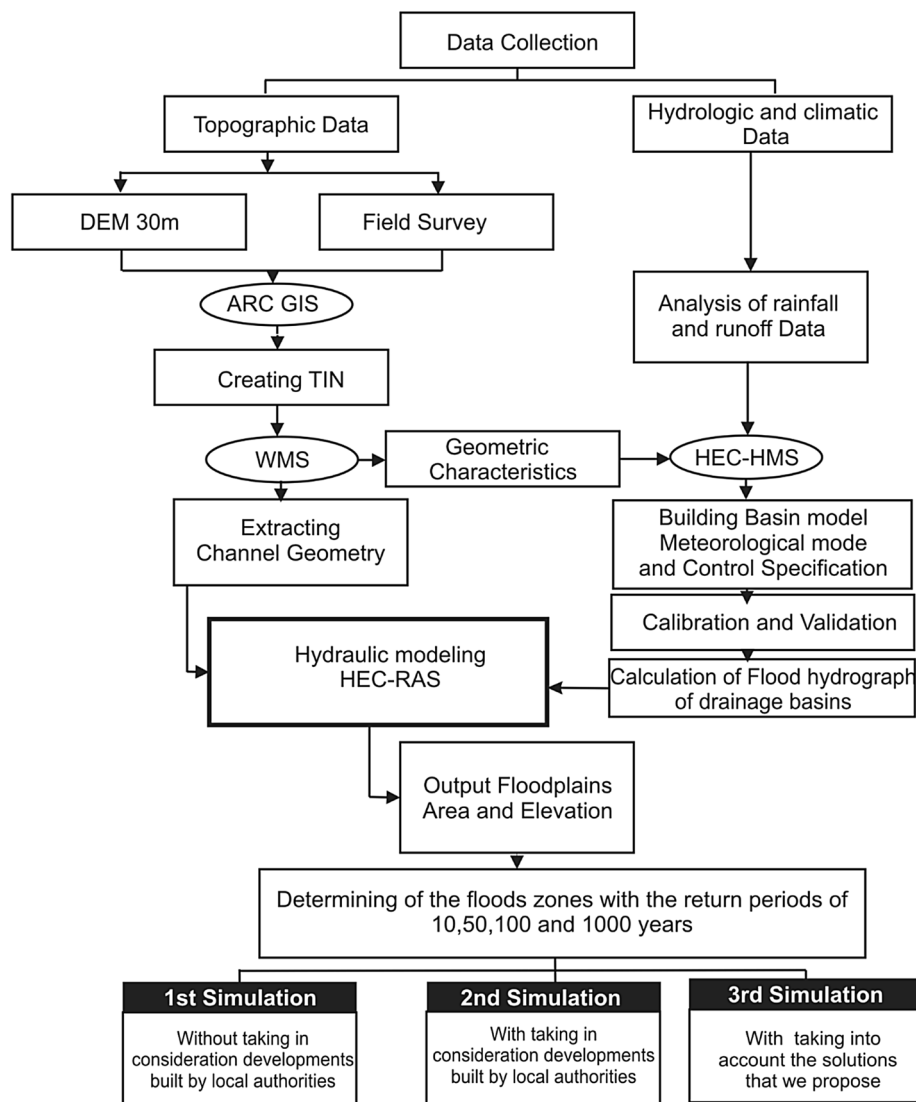 Data Collection
Topographic Data
Hydrologic and climatic
Data
DEM 30m
Field Survey
ARC GIS
Analysis of rainfall
and runoff Data
Creating TIN
WMS
Geometric
Characteristics
HEC-HMS
Extracting
Channel Geometry
Building Basin model
Meteorological mode
and Control Specification
Calibration and Validation
Hydraulic modeling
HEC-RAS
Calculation of Flood hydrograph
of drainage basins
Output Floodplains
Area and Elevation
Determining of the floods zones with the return periods of
10,50,100 and 1000 years
1st Simulation
Without taking in
consideration developments
built by local authorities
2nd Simulation
With taking in
consideration developments
built by local authorities
3rd Simulation
With taking into
account the solutions
that we propose